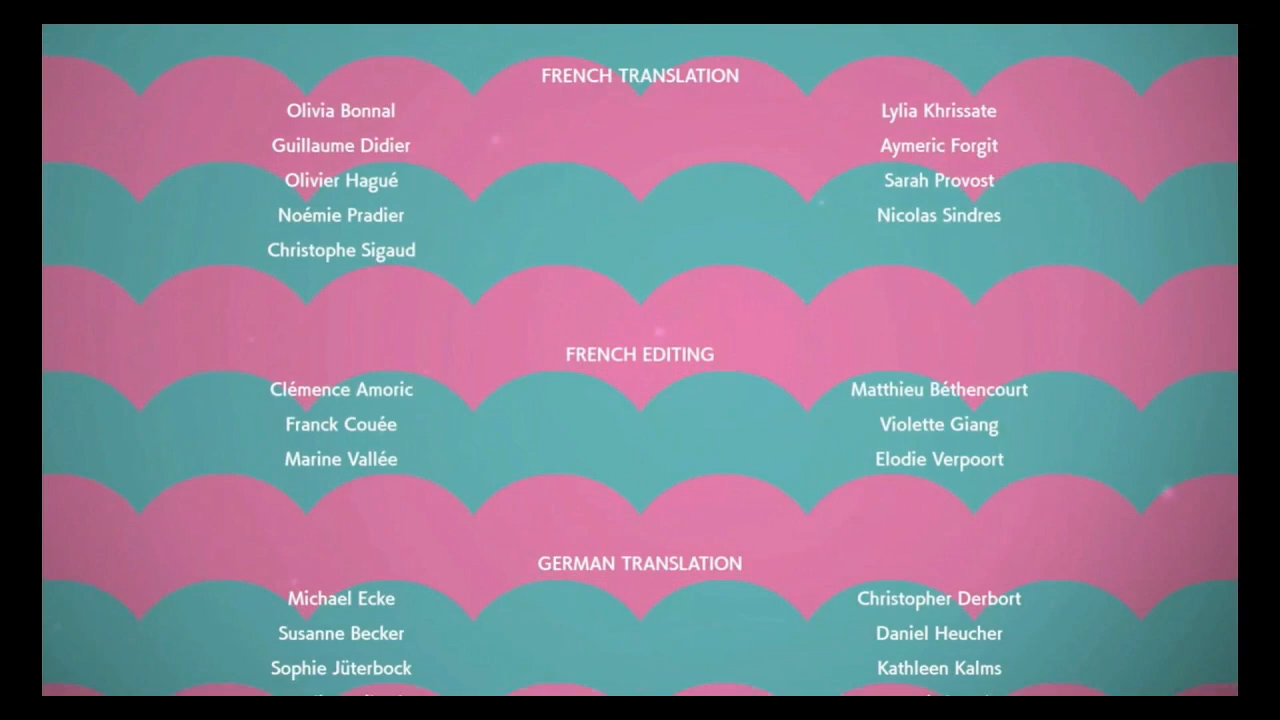 FRENCH TRANSLATION
Olivia Bonnal Lylia Khrissate
Guillaume Didier Aymeric Forgit
Olivier Hagué Sarah Provost
Noémie Pradier Nicolas Sindres
Christophe Sigaud
FRENCH EDITING
Clémence Amoric Matthieu Béthencourt
Franck Couée Violette Giang
Marine Vallée Elodie Verpoort
GERMAN TRANSLATION
Michael Ecke Christopher Derbort
Susanne Becker Daniel Heucher
Sophie Jüterbock Kathleen Kalms